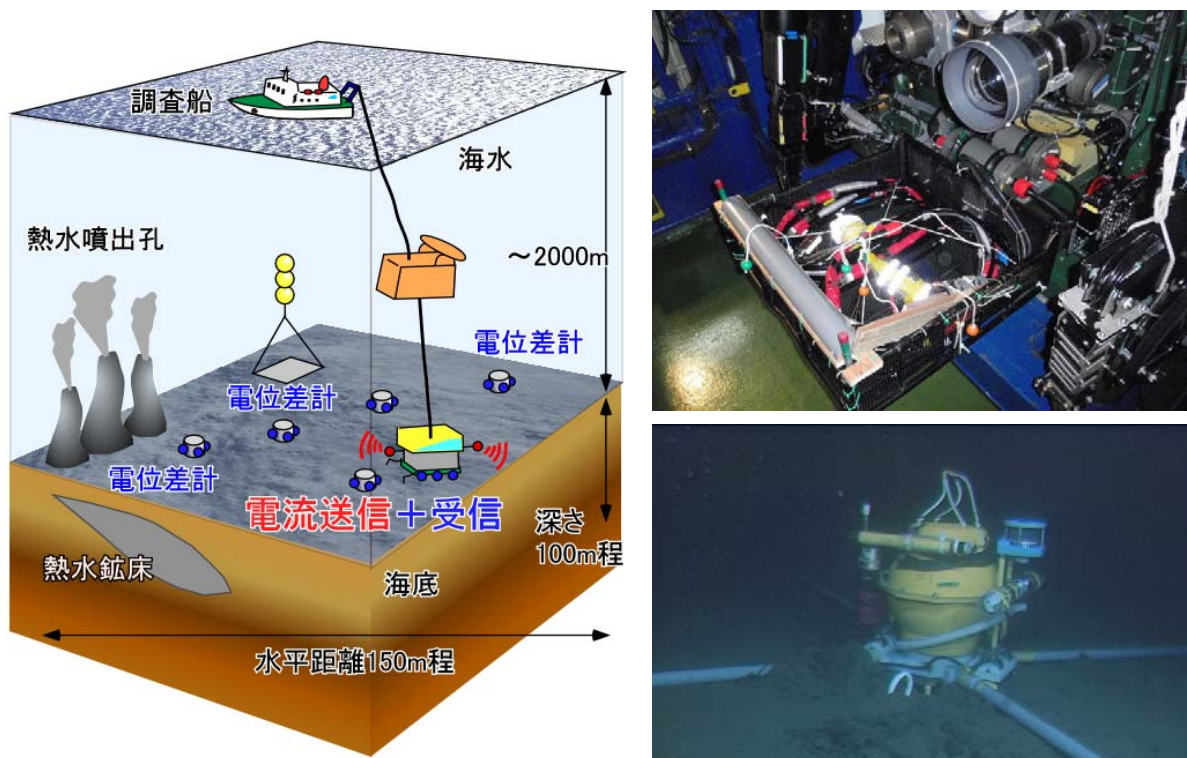 調査船
海水
熱水噴出孔
～2000m
電位差計
電位差計
電位差計
電流送信＋受信
深さ
100m程
熱水鉱床
海底
水平距離150m程